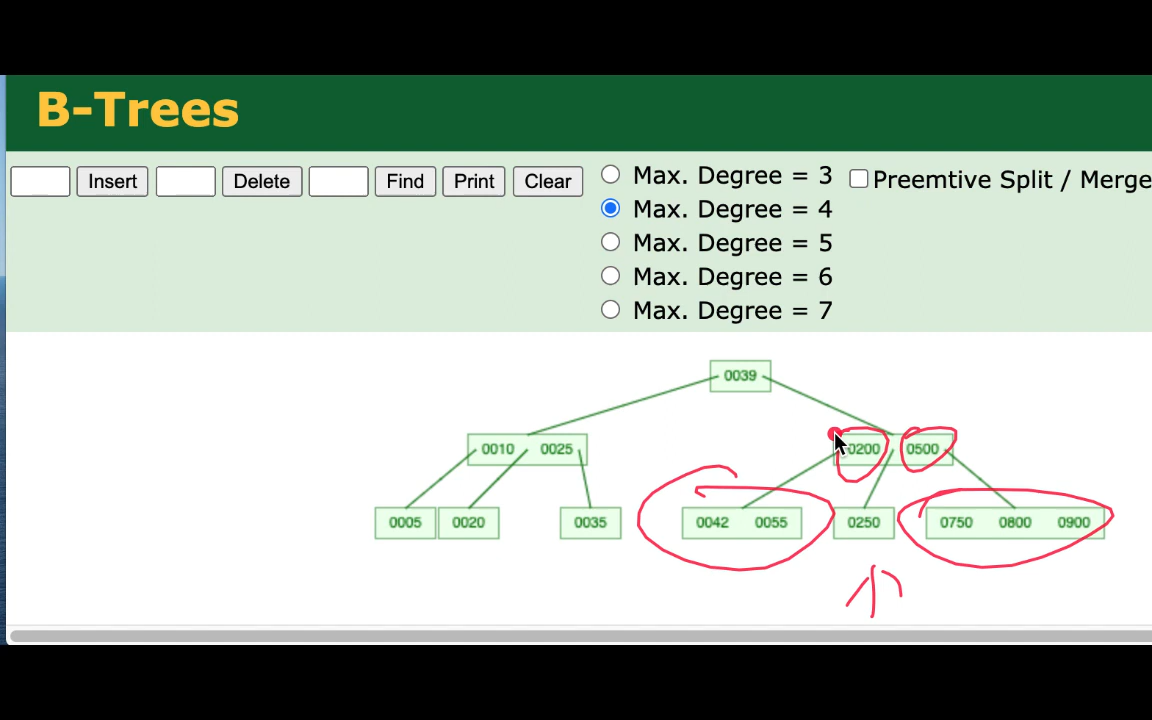 B-Trees
Insert Delete Find Print Clear
Max. Degree = 3
Max. Degree = 4
Max. Degree = 5
Max. Degree = 6
Max. Degree = 7
Preemtive Split / Merge
0039
0010 0025
0200 0500
0005 0020 0035 0042 0055 0250 0750 0800 0900